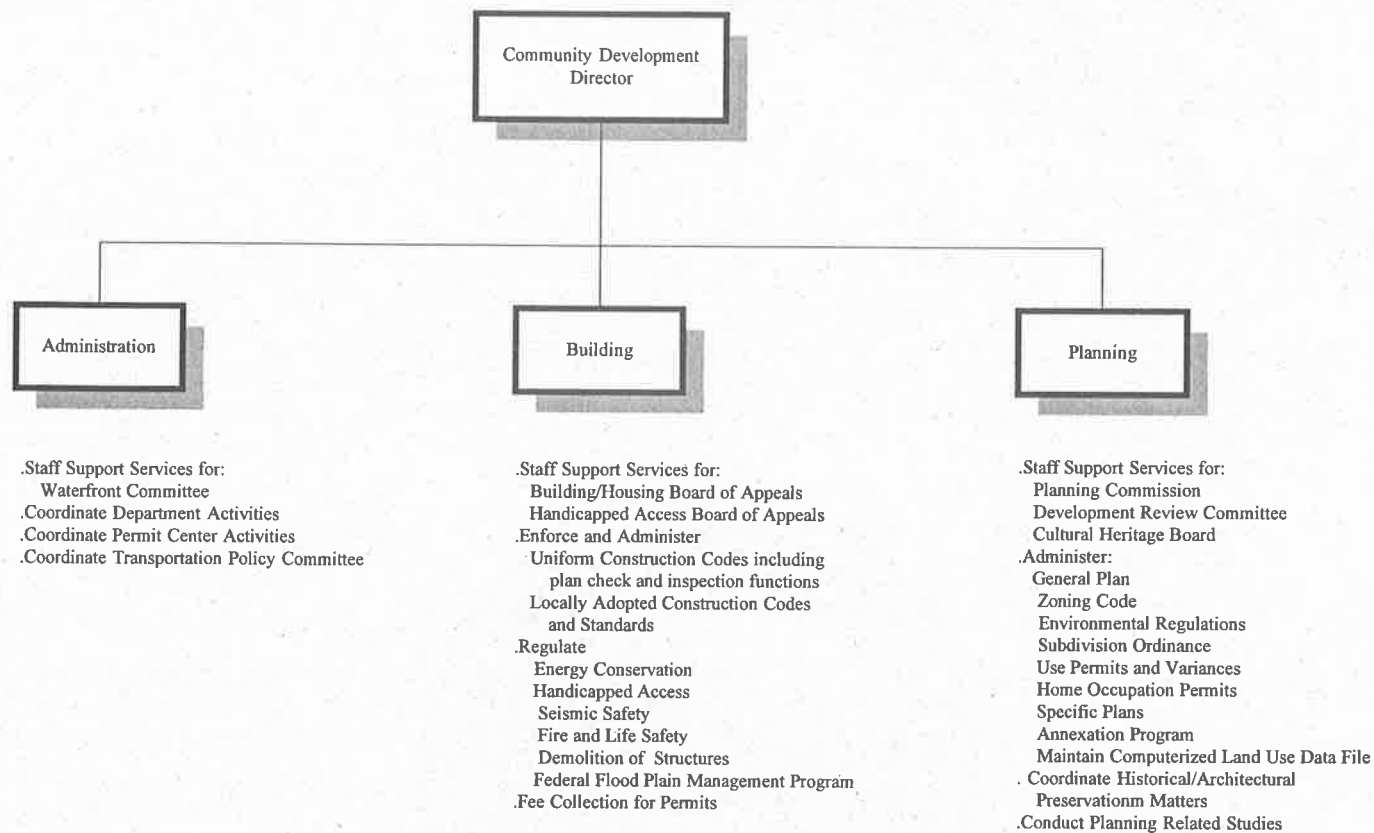 Community Development
Director
Administration
.Staff Support Services for:
Waterfront Committee
.Coordinate Department Activities
.Coordinate Permit Center Activities
.Coordinate Transportation Policy Committee
Building
.Staff Support Services for:
Building/Housing Board of Appeals
Handicapped Access Board of Appeals
.Enforce and Administer
Uniform Construction Codes including
plan check and inspection functions
Locally Adopted Construction Codes
and Standards
.Regulate
Energy Conservation
Handicapped Access
Seismic Safety
Fire and Life Safety
Demolition of Structures
Federal Flood Plain Management Program
.Fee Collection for Permits
Planning
.Staff Support Services for:
Planning Commission
Development Review Committee
Cultural Heritage Board
.Administer:
General Plan
Zoning Code
Environmental Regulations
Subdivision Ordinance
Use Permits and Variances
Home Occupation Permits
Specific Plans
Annexation Program
Maintain Computerized Land Use Data File
. Coordinate Historical/Architectural
Preservationm Matters
.Conduct Planning Related Studies